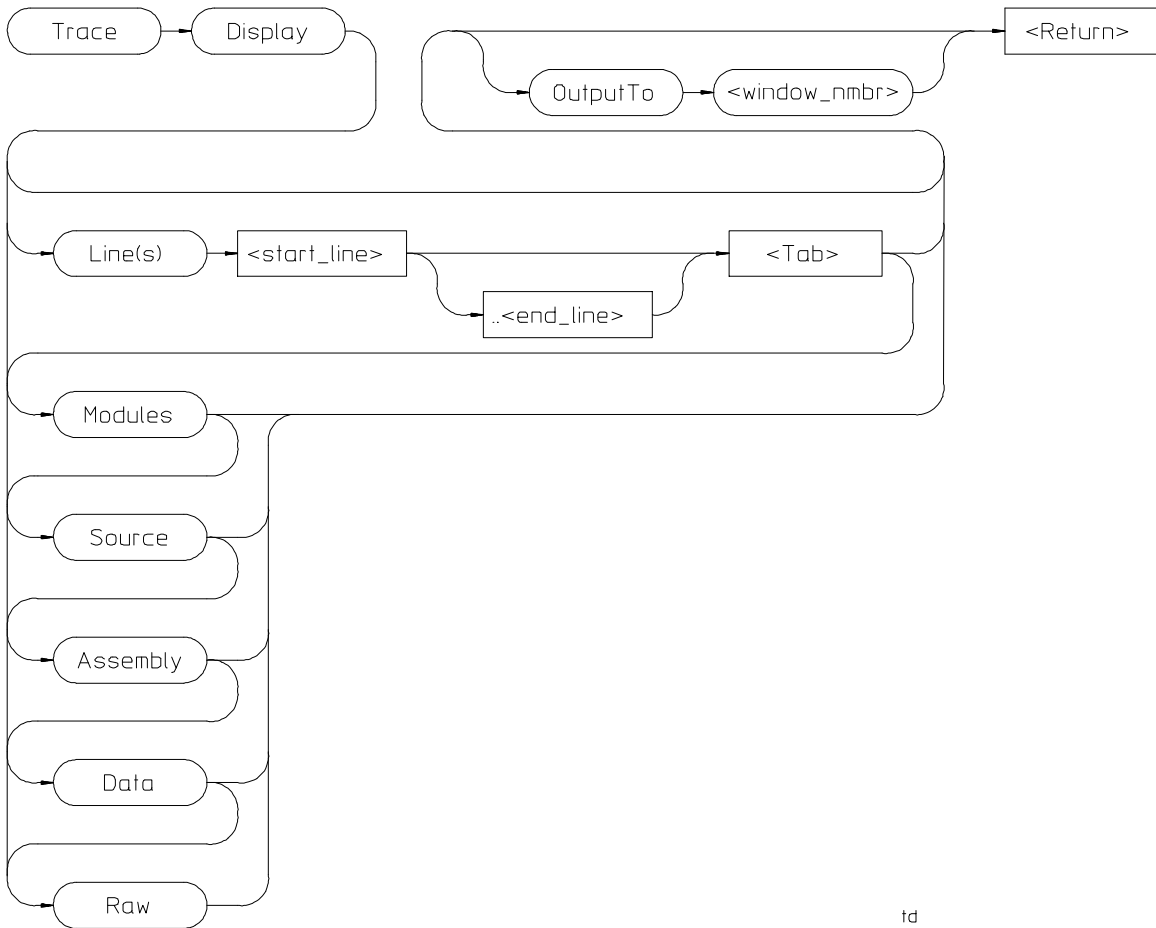 Trace Display <Return>
OutputTo <window_nmbr>
Line(s) <start_line> <Tab>
..<end_line>
Modules
Source
Assembly
Data
Raw
td